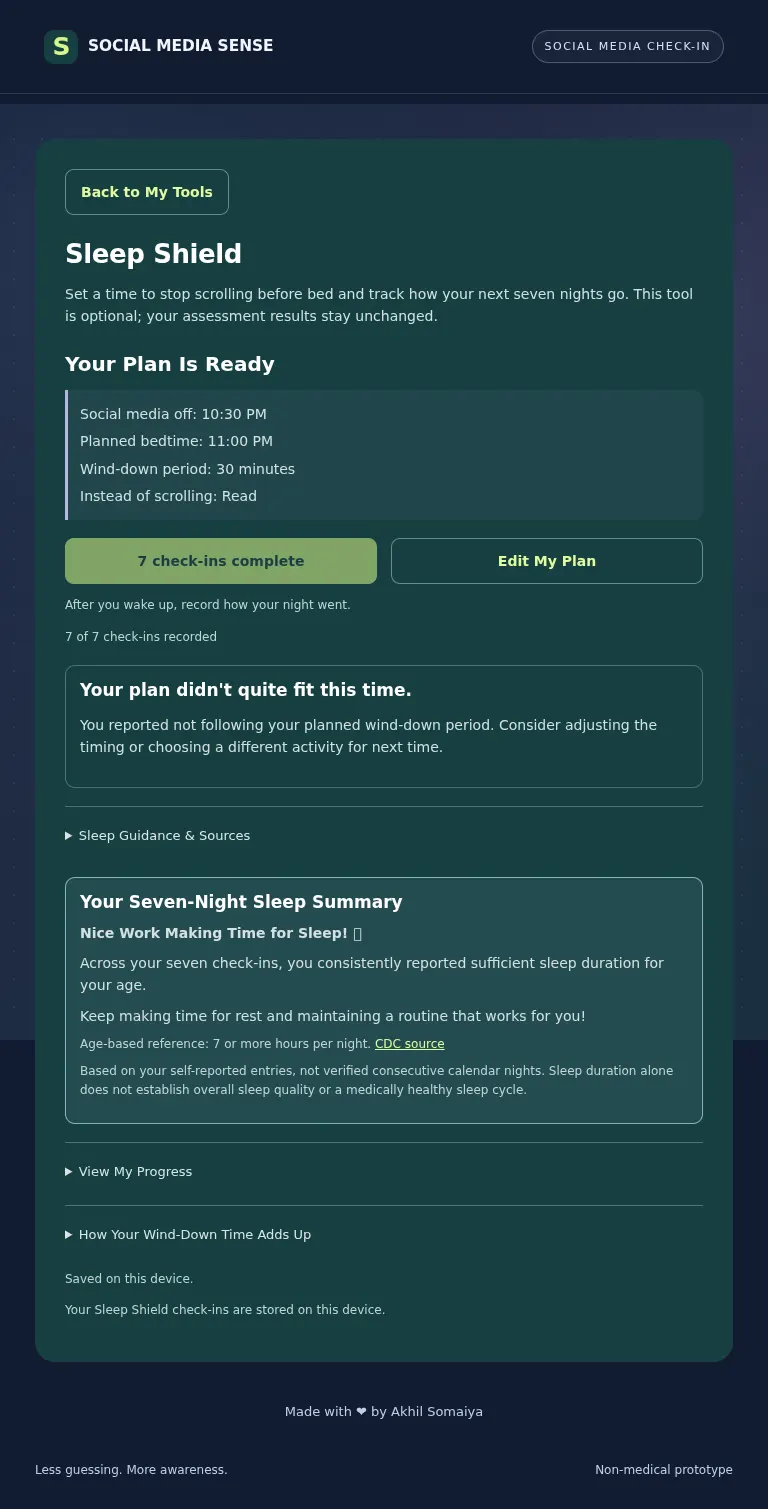 S SOCIAL MEDIA SENSE
SOCIAL MEDIA CHECK-IN
Back to My Tools
Sleep Shield
Set a time to stop scrolling before bed and track how your next seven nights go. This tool
is optional; your assessment results stay unchanged.
Your Plan Is Ready
Social media off: 10:30 PM
Planned bedtime: 11:00 PM
Wind-down period: 30 minutes
Instead of scrolling: Read
7 check-ins complete
Edit My Plan
After you wake up, record how your night went.
7 of 7 check-ins recorded
Your plan didn't quite fit this time.
You reported not following your planned wind-down period. Consider adjusting the
timing or choosing a different activity for next time.
Sleep Guidance & Sources
Your Seven-Night Sleep Summary
Nice Work Making Time for Sleep!
Across your seven check-ins, you consistently reported sufficient sleep duration for
your age.
Keep making time for rest and maintaining a routine that works for you!
Age-based reference: 7 or more hours per night. CDC source
Based on your self-reported entries, not verified consecutive calendar nights. Sleep duration alone
does not establish overall sleep quality or a medically healthy sleep cycle.
View My Progress
How Your Wind-Down Time Adds Up
Saved on this device.
Your Sleep Shield check-ins are stored on this device.
Made with ❤ by Akhil Somaiya
Less guessing. More awareness.
Non-medical prototype